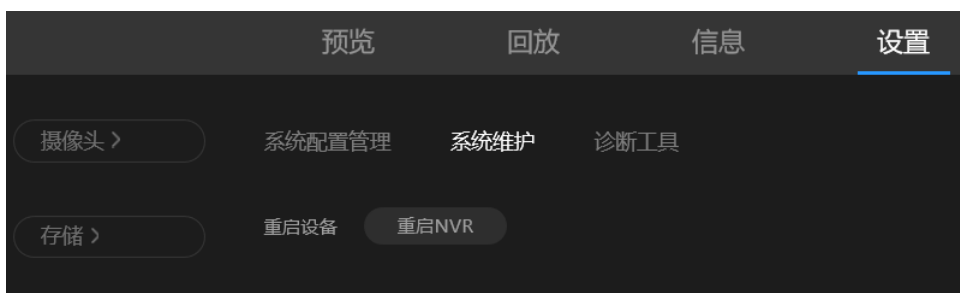 预览 回放 信息 设置
摄像头 > 系统配置管理 系统维护 诊断工具
存储 > 重启设备 重启NVR